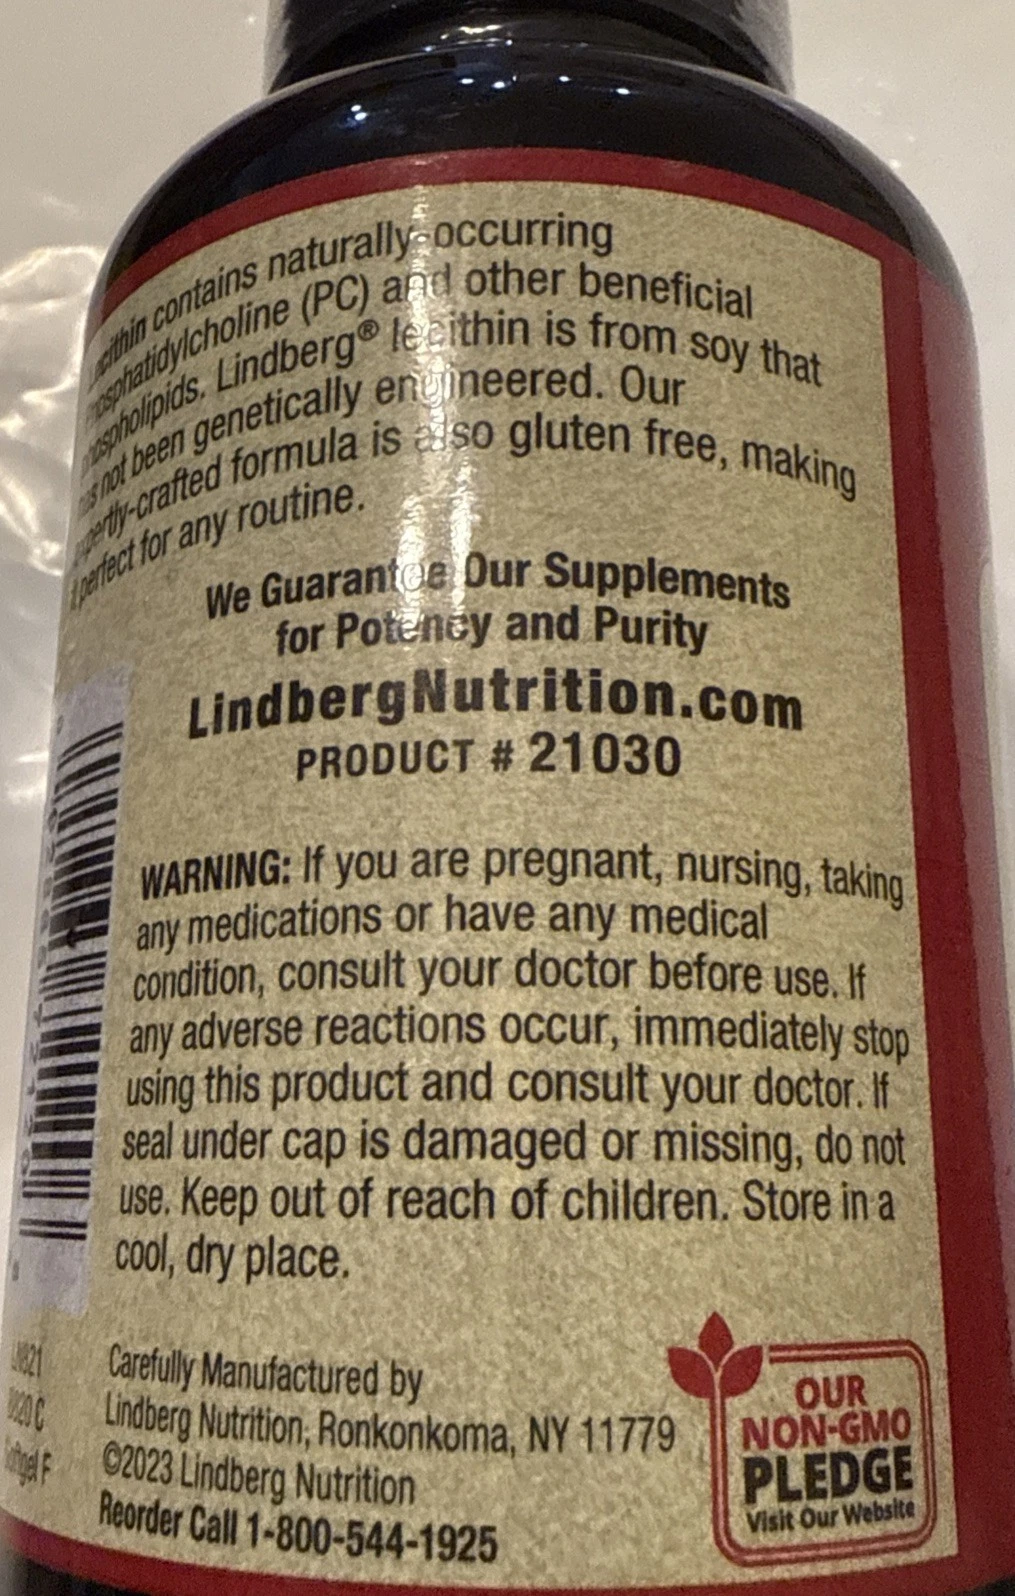 Lecithin contains naturally-occurring
phosphatidylcholine (PC) and other beneficial
phospholipids. Lindberg® lecithin is from soy that
has not been genetically engineered. Our
expertly-crafted formula is also gluten free, making
it perfect for any routine.
We Guarantee Our Supplements
for Potency and Purity
LindbergNutrition.com
PRODUCT # 21030
WARNING: If you are pregnant, nursing, taking
any medications or have any medical
condition, consult your doctor before use. If
any adverse reactions occur, immediately stop
using this product and consult your doctor. If
seal under cap is damaged or missing, do not
use. Keep out of reach of children. Store in a
cool, dry place.
Carefully Manufactured by
Lindberg Nutrition, Ronkonkoma, NY 11779
©2023 Lindberg Nutrition
Reorder Call 1-800-544-1925
OUR
NON-GMO
PLEDGE
Visit Our Website